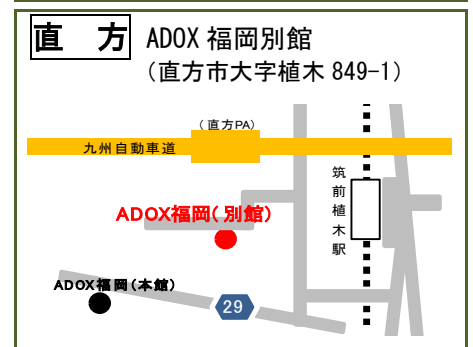 直 方 ADOX 福岡別館
(直方市大字植木 849-1)
(直方PA)
九州自動車道
筑前植木駅
ADOX福岡(別館)
ADOX福岡(本館)
29